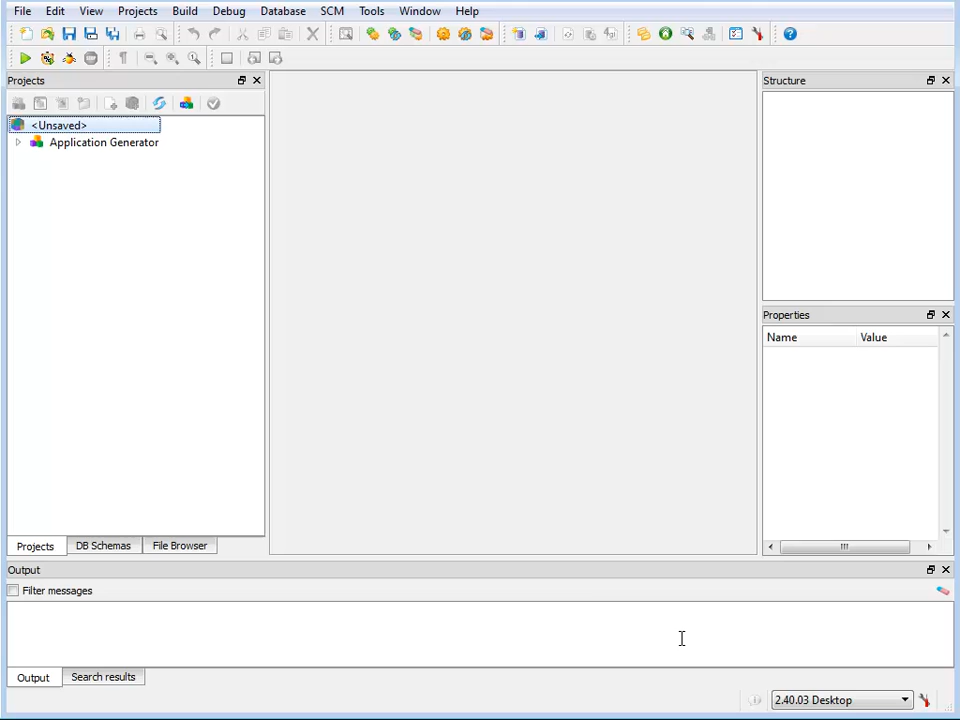 File Edit View Projects Build Debug Database SCM Tools Window Help
Projects
<Unsaved>
Application Generator
Projects DB Schemas File Browser
Structure
Properties
Name Value
Output
Filter messages
Output Search results
2.40.03 Desktop